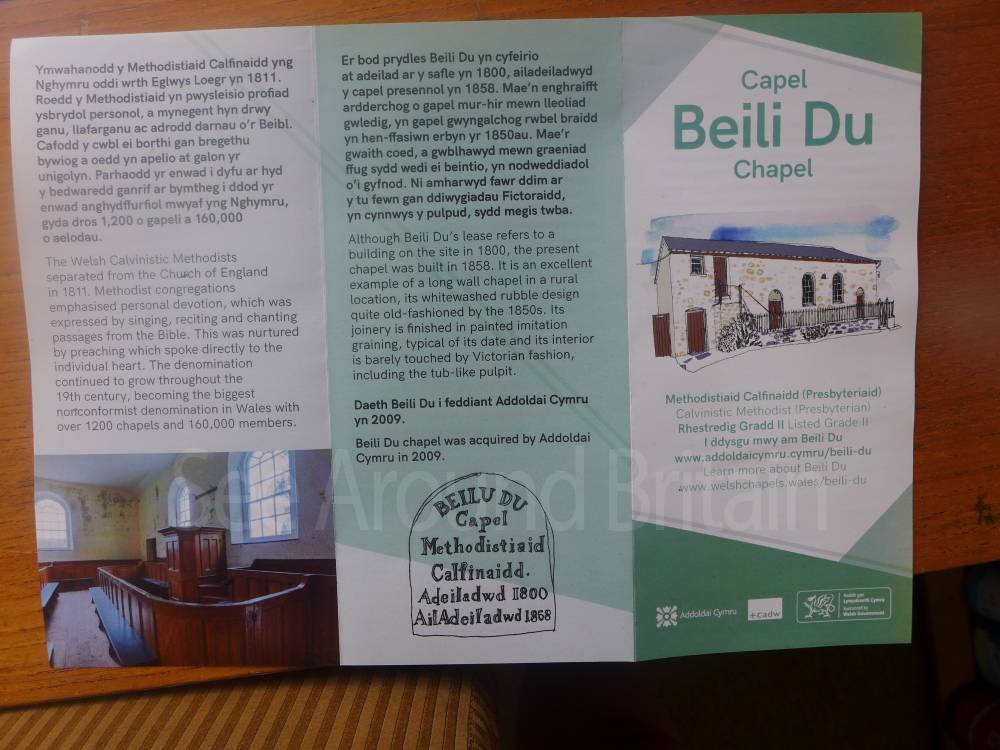 Ymwahanodd y Methodistiaid Calfinaidd yng
Nghymru oddi wrth Eglwys Loegr yn 1811.
Roedd y Methodistiaid yn pwysleisio profiad
ysbrydol personol, a mynegent hyn drwy
ganu, llafarganu ac adrodd darnau o'r Beibl.
Cafodd y cwbl ei borthi gan bregethu
bywiog a oedd yn apelio at galon yr
unigolyn. Parhaodd yr enwad i dyfu ar hyd
y bedwaredd ganrif ar bymtheg i ddod yr
enwad anghydffurfiol mwyaf yng Nghymru,
gyda dros 1,200 o gapeli a 160,000
o aelodau.
The Welsh Calvinistic Methodists
separated from the Church of England
in 1811. Methodist congregations
emphasised personal devotion, which was
expressed by singing, reciting and chanting
passages from the Bible. This was nurtured
by preaching which spoke directly to the
individual heart. The denomination
continued to grow throughout the
19th century, becoming the biggest
nonconformist denomination in Wales with
over 1200 chapels and 160,000 members.
Er bod prydles Beili Du yn cyfeirio
at adeilad ar y safle yn 1800, ailadeiladwyd
y capel presennol yn 1858. Mae'n enghraifft
ardderchog o gapel mur-hir mewn lleoliad
gwledig, yn gapel gwyngalchog rwbel braidd
yn hen-ffasiwn erbyn yr 1850au. Mae'r
gwaith coed, a gwblhawyd mewn graeniad
ffug sydd wedi ei beintio, yn nodweddiadol
o'i gyfnod. Ni amharwyd fawr ddim ar
y tu fewn gan ddiwygiadau Fictoraidd,
yn cynnwys y pulpud, sydd megis twba.
Although Beili Du's lease refers to a
building on the site in 1800, the present
chapel was built in 1858. It is an excellent
example of a long wall chapel in a rural
location, its whitewashed rubble design
quite old-fashioned by the 1850s. Its
joinery is finished in painted imitation
graining, typical of its date and its interior
is barely touched by Victorian fashion,
including the tub-like pulpit.
Daeth Beili Du i feddiant Addoldai Cymru
yn 2009.
Beili Du chapel was acquired by Addoldai
Cymru in 2009.
BEILU DU
Capel
Methodistiaid
Calfinaidd.
Adeiladwd 1800
AilAdeiladwd 1858
Capel
Beili Du
Chapel
Methodistiaid Calfinaidd (Presbyteriaid)
Calvinistic Methodist (Presbyterian)
Rhestredig Gradd II Listed Grade II
I ddysgu mwy am Beili Du
www.addoldaicymru.cymru/beili-du
Learn more about Beili Du
www.welshchapels.wales/beili-du
Addoldai Cymru
+cadw
Noddir gan
Lywodraeth Cymru
Sponsored by
Welsh Government
See Around Britain